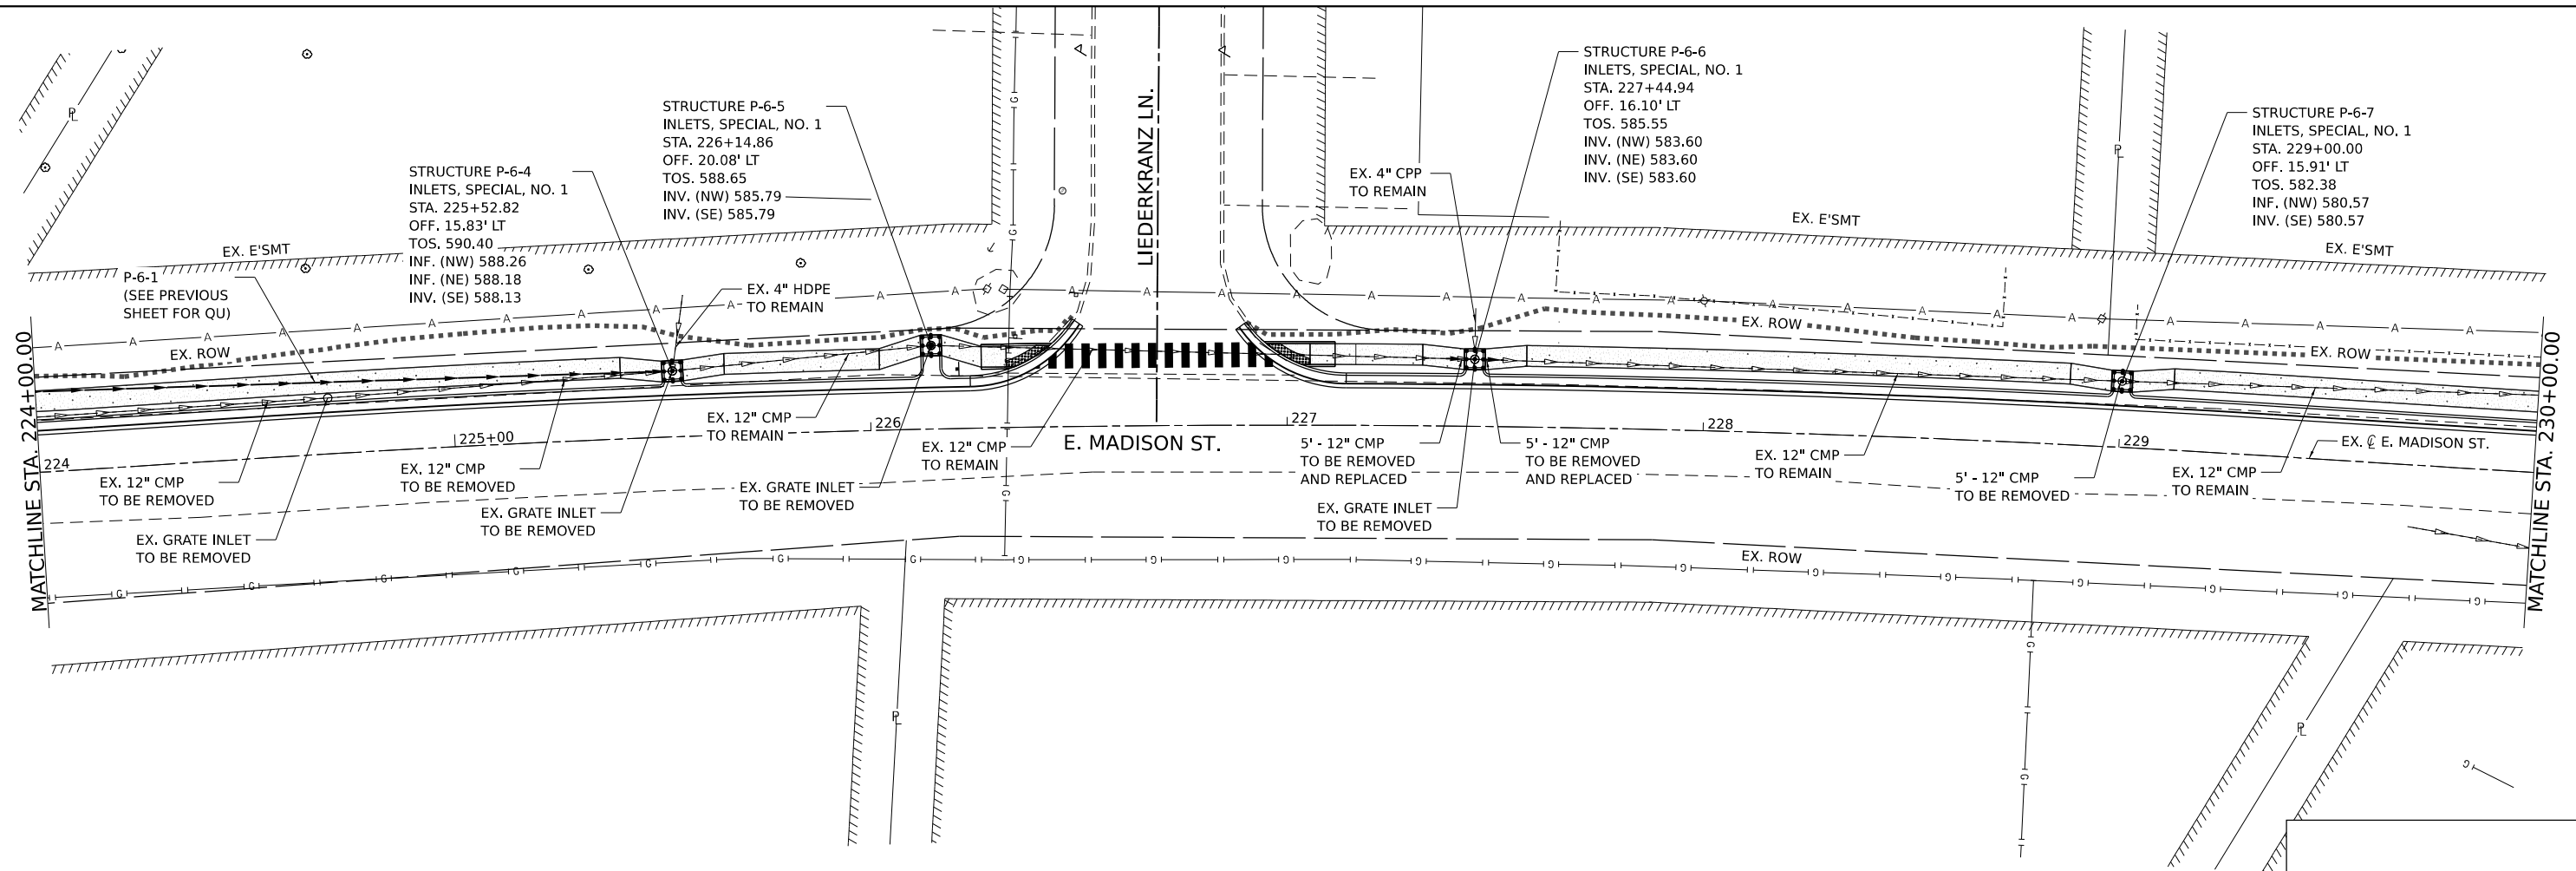 STRUCTURE P-6-4
INLETS, SPECIAL, NO. 1
STA. 225+52.82
OFF. 15.83' LT
TOS. 590.40
INF. (NW) 588.26
INF. (NE) 588.18
INV. (SE) 588.13
STRUCTURE P-6-5
INLETS, SPECIAL, NO. 1
STA. 226+14.86
OFF. 20.08' LT
TOS. 588.65
INV. (NW) 585.79
INV. (SE) 585.79
LIEDERKRANZ LN.
STRUCTURE P-6-6
INLETS, SPECIAL, NO. 1
STA. 227+44.94
OFF. 16.10' LT
TOS. 585.55
INV. (NW) 583.60
INV. (NE) 583.60
INV. (SE) 583.60
STRUCTURE P-6-7
INLETS, SPECIAL, NO. 1
STA. 229+00.00
OFF. 15.91' LT
TOS. 582.38
INF. (NW) 580.57
INV. (SE) 580.57
EX. 4" CPP
TO REMAIN
EX. E'SMT
EX. E'SMT
EX. E'SMT
P-6-1
(SEE PREVIOUS
SHEET FOR QU)
EX. 4" HDPE
TO REMAIN
EX. ROW
EX. ROW
EX. ROW
MATCHLINE STA. 224+00.00
MATCHLINE STA. 230+00.00
224
225+00
226
227
228
229
E. MADISON ST.
EX. ℄ E. MADISON ST.
EX. 12" CMP
TO BE REMOVED
EX. GRATE INLET
TO BE REMOVED
EX. 12" CMP
TO BE REMOVED
EX. GRATE INLET
TO BE REMOVED
EX. 12" CMP
TO REMAIN
EX. GRATE INLET
TO BE REMOVED
EX. 12" CMP
TO REMAIN
5' - 12" CMP
TO BE REMOVED
AND REPLACED
EX. GRATE INLET
TO BE REMOVED
5' - 12" CMP
TO BE REMOVED
AND REPLACED
EX. 12" CMP
TO REMAIN
5' - 12" CMP
TO BE REMOVED
EX. 12" CMP
TO REMAIN
EX. ROW